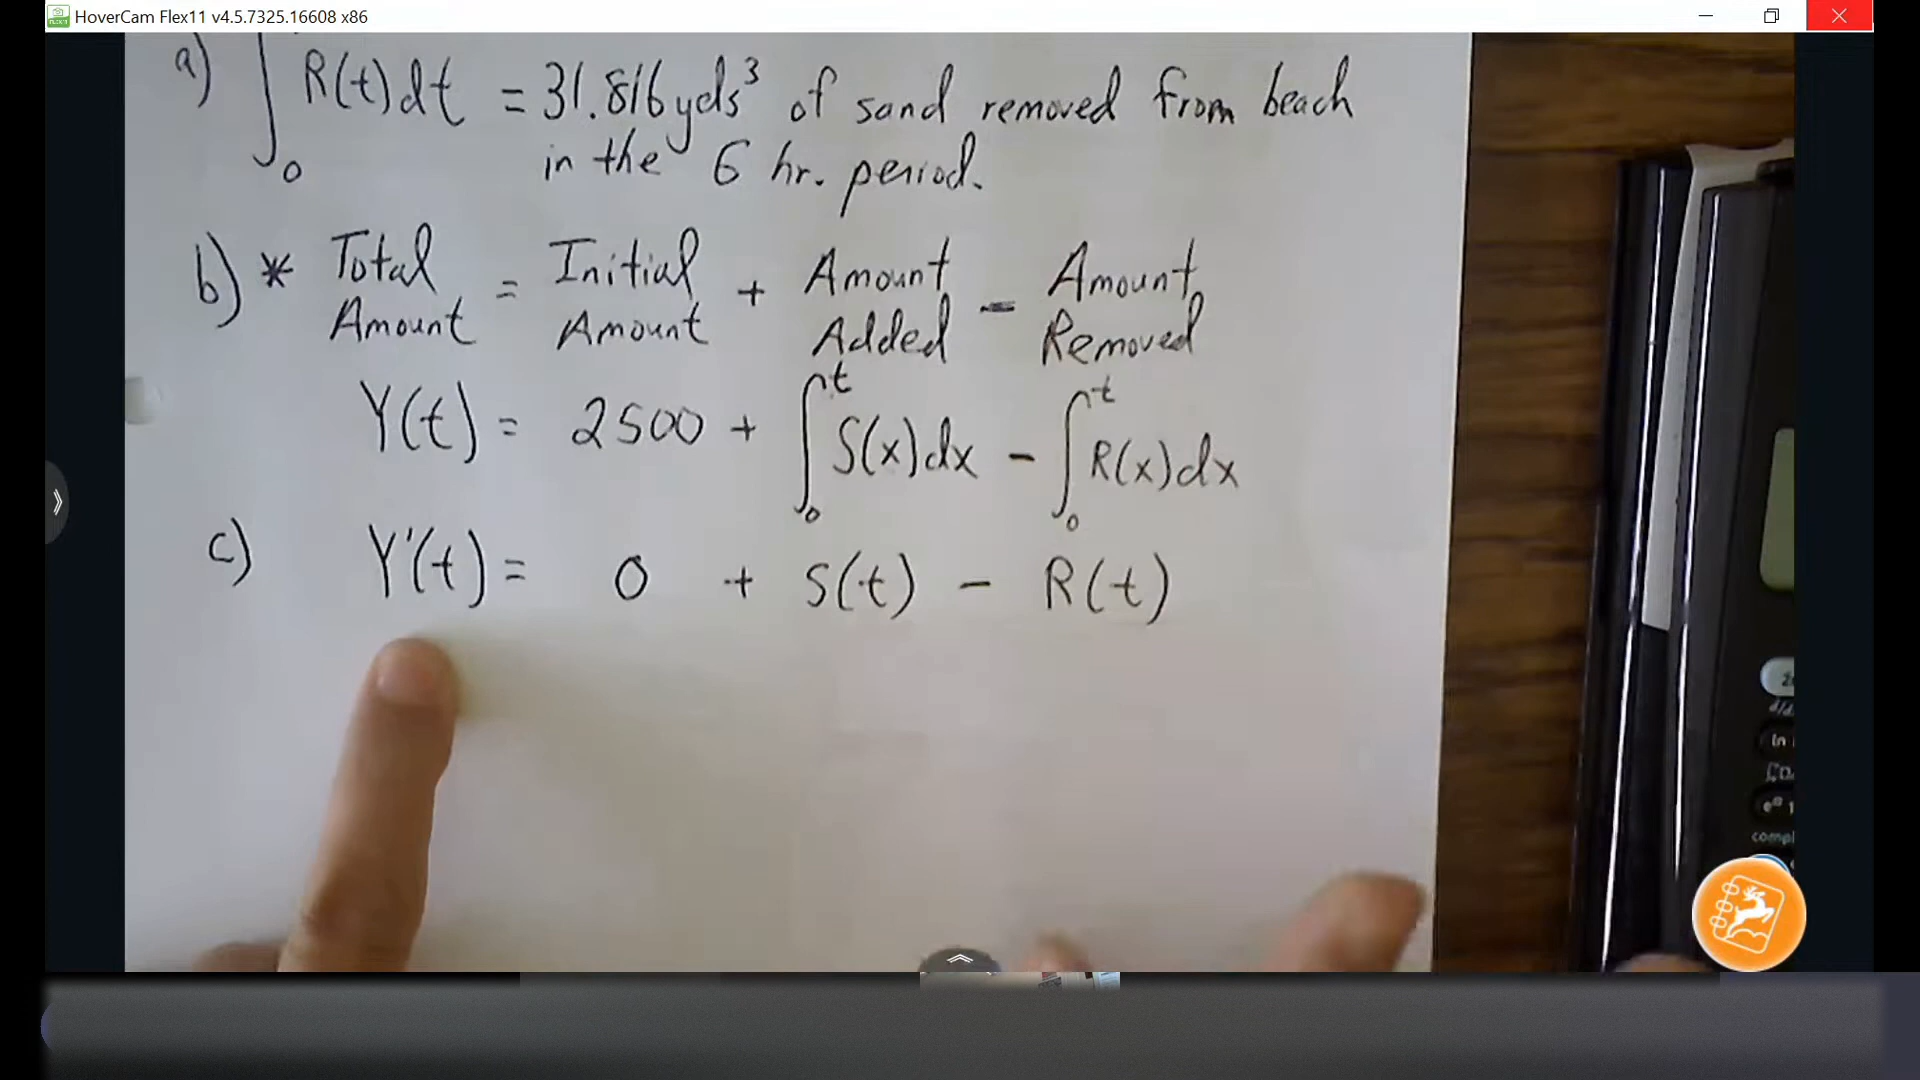 HoverCam Flex11 v4.5.7325.16608 x86
a) ∫₀ R(t)dt = 31.816 yds³ of sand removed from beach
in the 6 hr. period.
b) * Total Amount = Initial Amount + Amount Added - Amount Removed
Y(t) = 2500 + ∫₀ᵗ S(x)dx - ∫₀ᵗ R(x)dx
c) Y'(t) = 0 + S(t) - R(t)